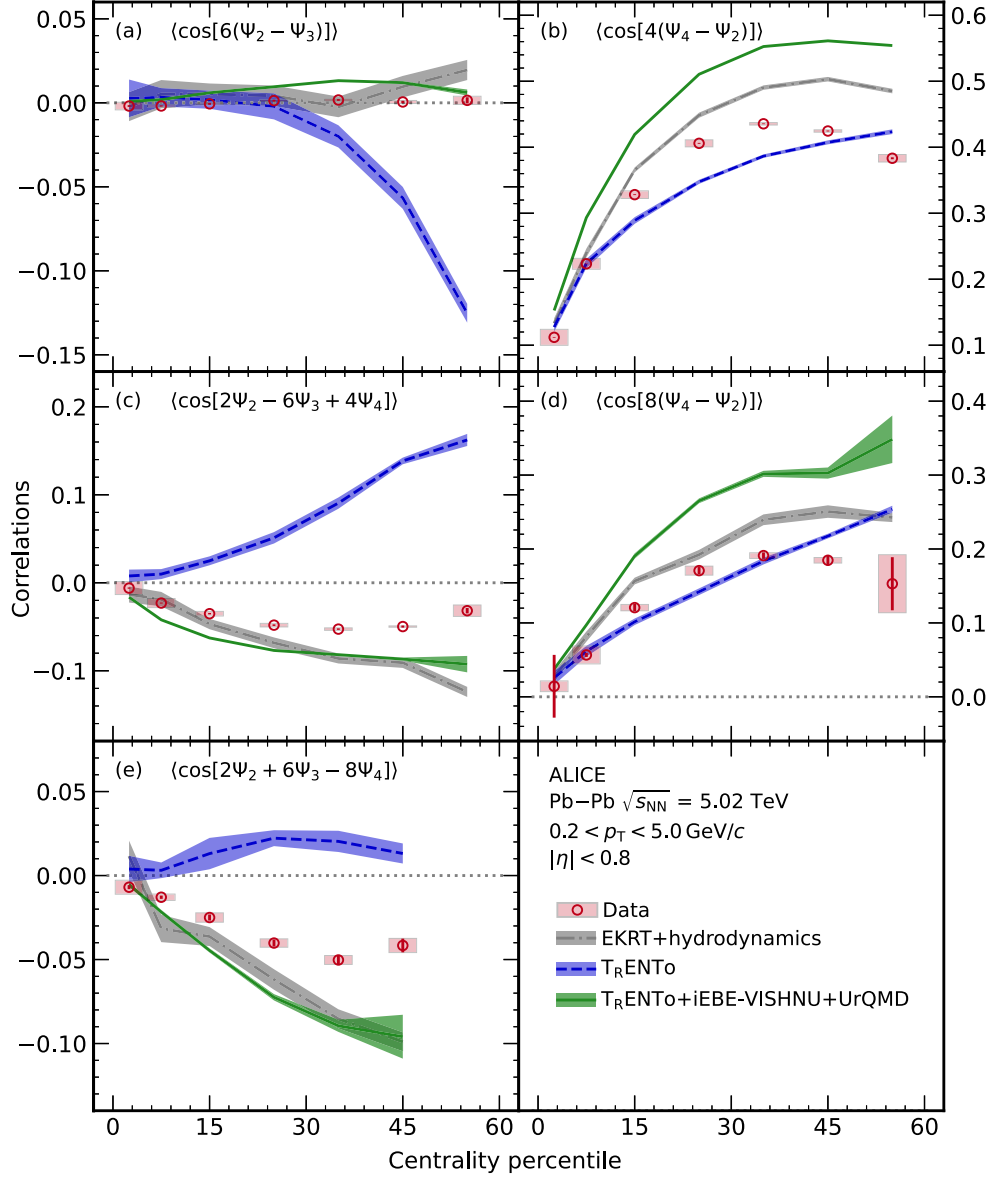 (a) ⟨cos[6(Ψ₂ − Ψ₃)]⟩
0.05
0.00
−0.05
−0.10
−0.15
(b) ⟨cos[4(Ψ₄ − Ψ₂)]⟩
0.6
0.5
0.4
0.3
0.2
0.1
Correlations
(c) ⟨cos[2Ψ₂ − 6Ψ₃ + 4Ψ₄]⟩
0.2
0.1
0.0
−0.1
(d) ⟨cos[8(Ψ₄ − Ψ₂)]⟩
0.4
0.3
0.2
0.1
0.0
(e) ⟨cos[2Ψ₂ + 6Ψ₃ − 8Ψ₄]⟩
0.05
0.00
−0.05
−0.10
0 15 30 45 60
ALICE
Pb−Pb √sNN = 5.02 TeV
0.2 < pT < 5.0 GeV/c
|η| < 0.8
Data
EKRT+hydrodynamics
TRENTo
TRENTo+iEBE-VISHNU+UrQMD
0 15 30 45 60
Centrality percentile